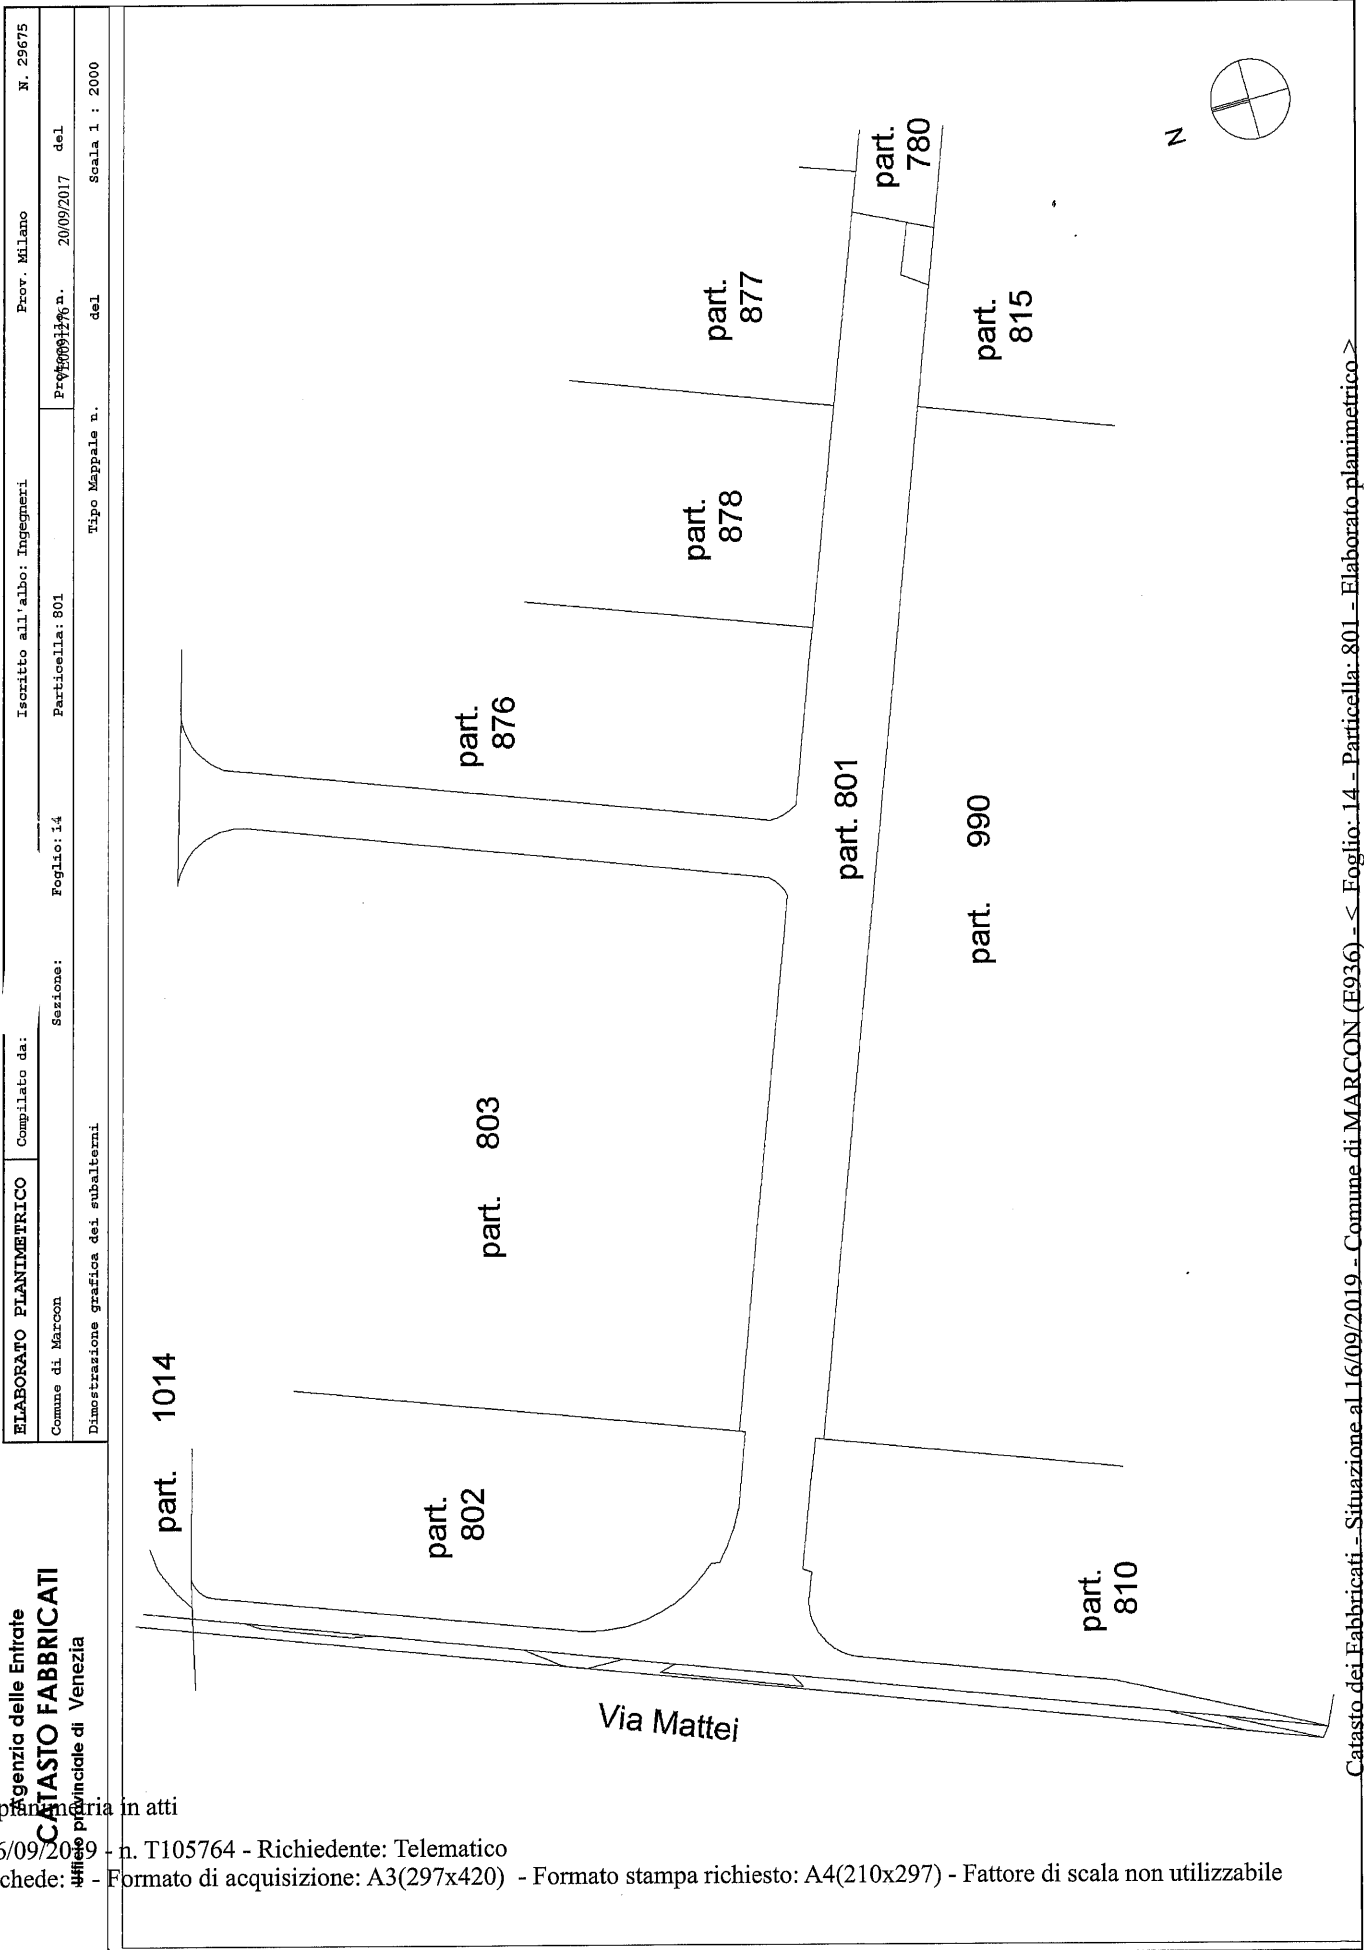 Agenzia delle Entrate
CATASTO FABBRICATI
Ufficio provinciale di Venezia
ELABORATO PLANIMETRICO
Compilato da:
Iscritto all'albo: Ingegneri
Prov. Milano
N. 29675
Comune di Marcon
Sezione:
Foglio: 14
Particella: 801
Protocollo n.
VE0091276
20/09/2017
del
Dimostrazione grafica dei subalterni
Tipo Mappale n.
del
Scala 1 : 2000
part. 1014
part.
802
part. 803
part.
876
part.
878
part.
877
part.
780
part. 801
part. 990
part.
815
part.
810
Via Mattei
N
Catasto dei Fabbricati - Situazione al 16/09/2019 - Comune di MARCON (E936) - < Foglio: 14 - Particella: 801 - Elaborato planimetrico >
planimetria in atti
6/09/2019 - n. T105764 - Richiedente: Telematico
chede: - Formato di acquisizione: A3(297x420) - Formato stampa richiesto: A4(210x297) - Fattore di scala non utilizzabile